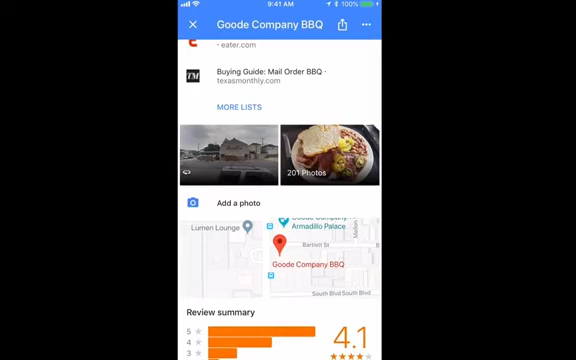 9:41 AM
100%
Goode Company BBQ
- eater.com
TM
Buying Guide: Mail Order BBQ ·
texasmonthly.com
MORE LISTS
201 Photos
Add a photo
Goode Company
Armadillo Palace
Lumen Lounge
Bartlett St
Goode Company BBQ
South Blvd South Blvd
Review summary
5
4
3
4.1